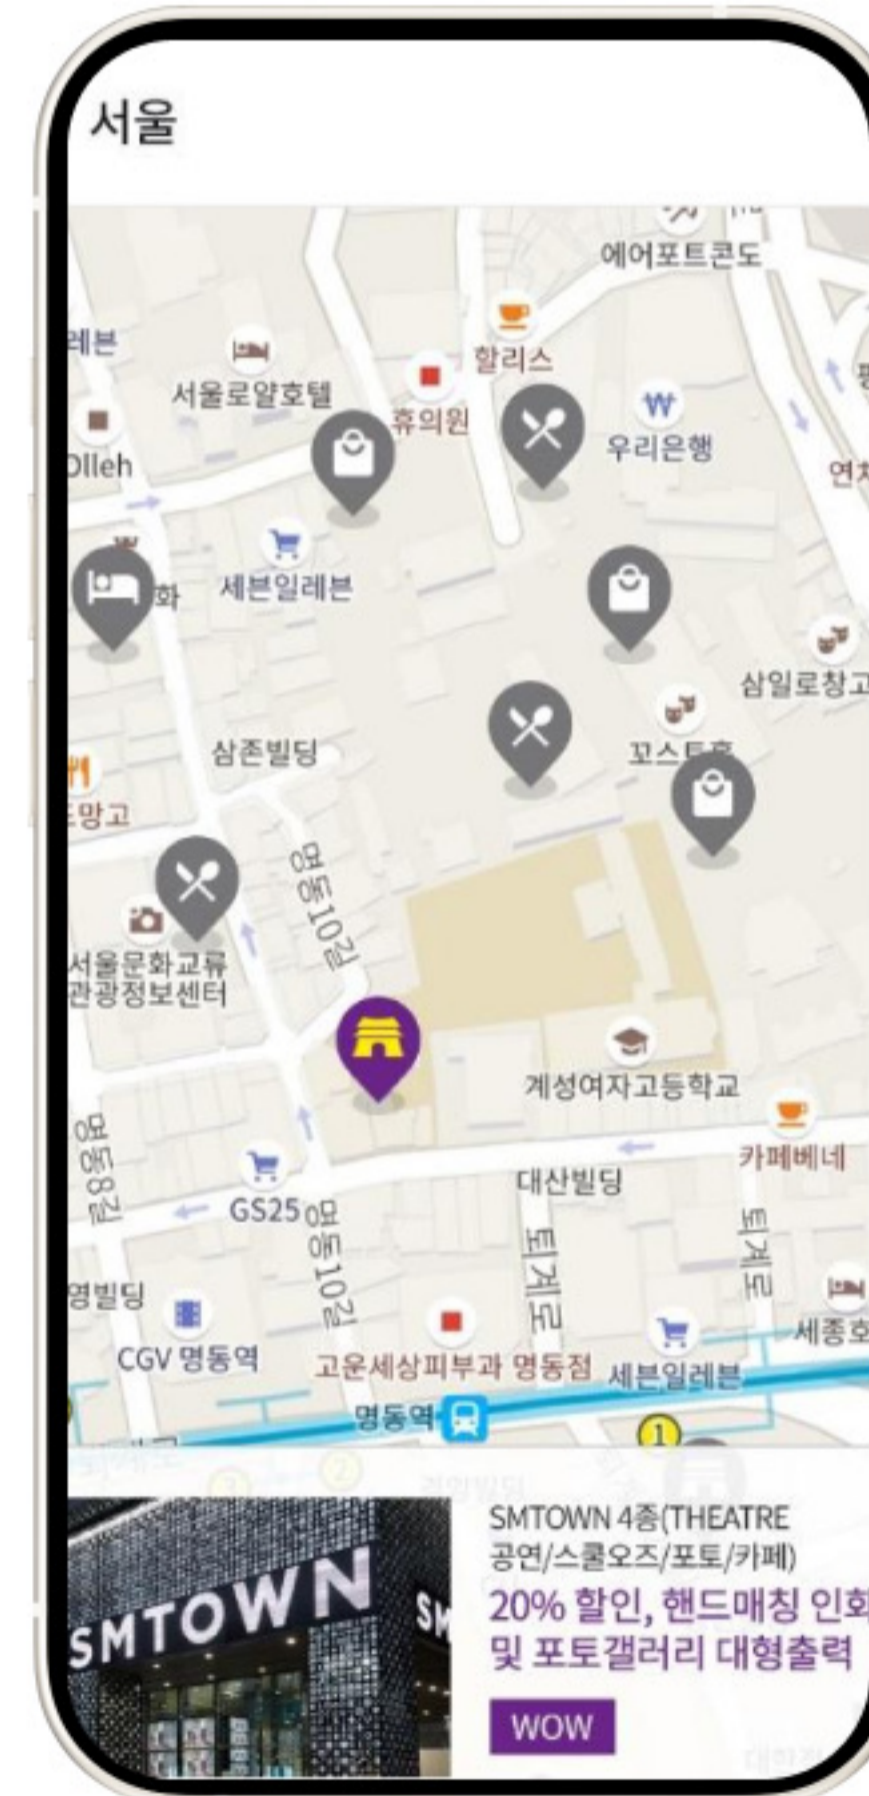 서울
에어포트콘도
할리스
레븐
서울로얄호텔
휴의원
우리은행
Olleh
세븐일레븐
화
삼일로창고
삼존빌딩
망고
명동10길
서울문화교류
관광정보센터
계성여자고등학교
카페베네
명동8길
대산빌딩
GS25
명동10길
퇴계로
퇴계로
영빌딩
CGV 명동역
고운세상피부과 명동점
세븐일레븐
세종호
명동역
1
2
3
SMTOWN
SMTOWN 4종(THEATRE
공연/스쿨오즈/포토/카페)
20% 할인, 핸드매칭 인화
및 포토갤러리 대형출력
WOW